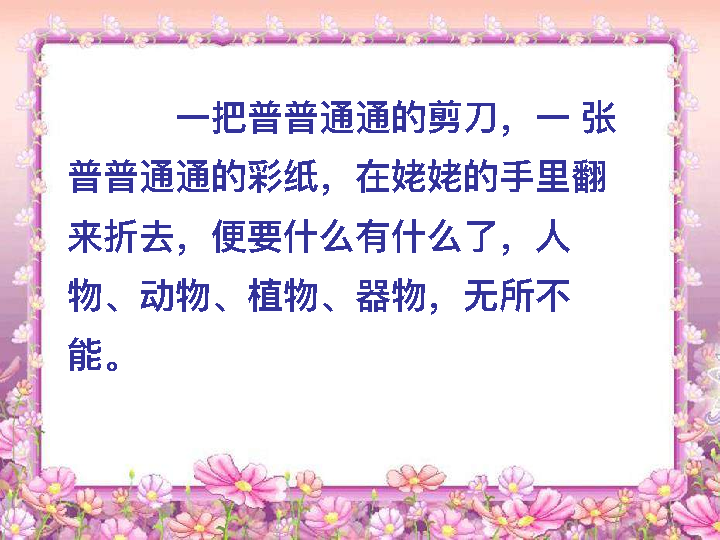 一把普普通通的剪刀，一 张
普普通通的彩纸，在姥姥的手里翻
来折去，便要什么有什么了，人
物、动物、植物、器物，无所不
能。